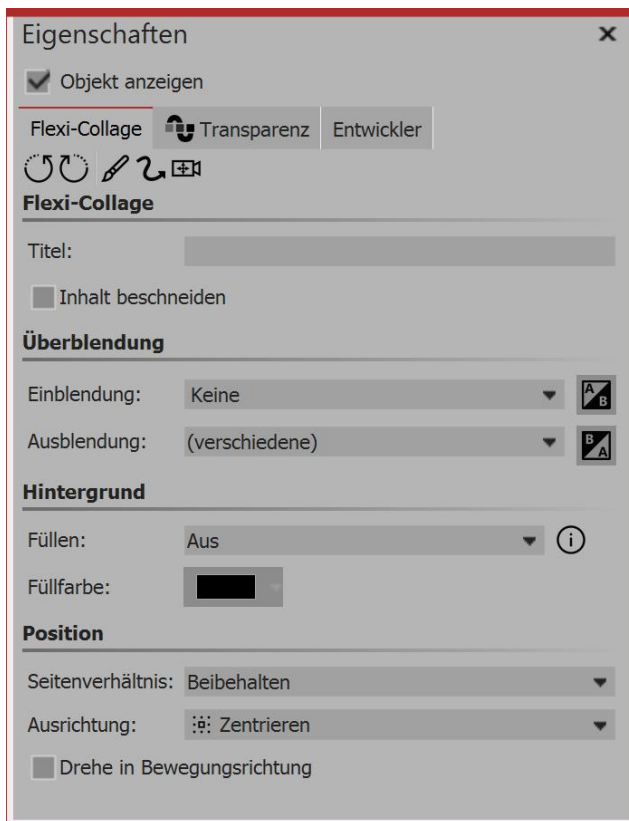 Eigenschaften
Objekt anzeigen
Flexi-Collage Transparenz Entwickler
Flexi-Collage
Titel:
Inhalt beschneiden
Überblendung
Einblendung: Keine A B
Ausblendung: (verschiedene) B A
Hintergrund
Füllen: Aus
Füllfarbe:
Position
Seitenverhältnis: Beibehalten
Ausrichtung: Zentrieren
Drehe in Bewegungsrichtung